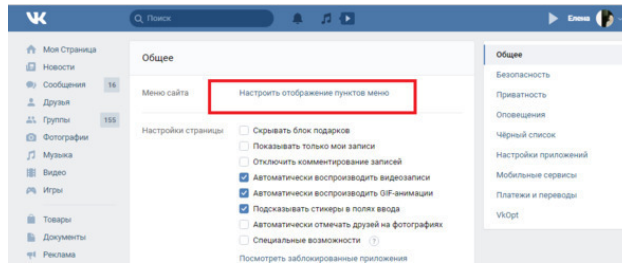 Поиск
Елена
Моя Страница
Новости
Сообщения 16
Друзья
Группы 155
Фотографии
Музыка
Видео
Игры
Товары
Документы
Реклама
Общее
Меню сайта Настроить отображение пунктов меню
Настройки страницы Скрывать блок подарков
Показывать только мои записи
Отключить комментирование записей
Автоматически воспроизводить видеозаписи
Автоматически воспроизводить GIF-анимации
Подсказывать стикеры в полях ввода
Автоматически отмечать друзей на фотографиях
Специальные возможности ?
Посмотреть заблокированные приложения
Общее
Безопасность
Приватность
Оповещения
Чёрный список
Настройки приложений
Мобильные сервисы
Платежи и переводы
VkOpt